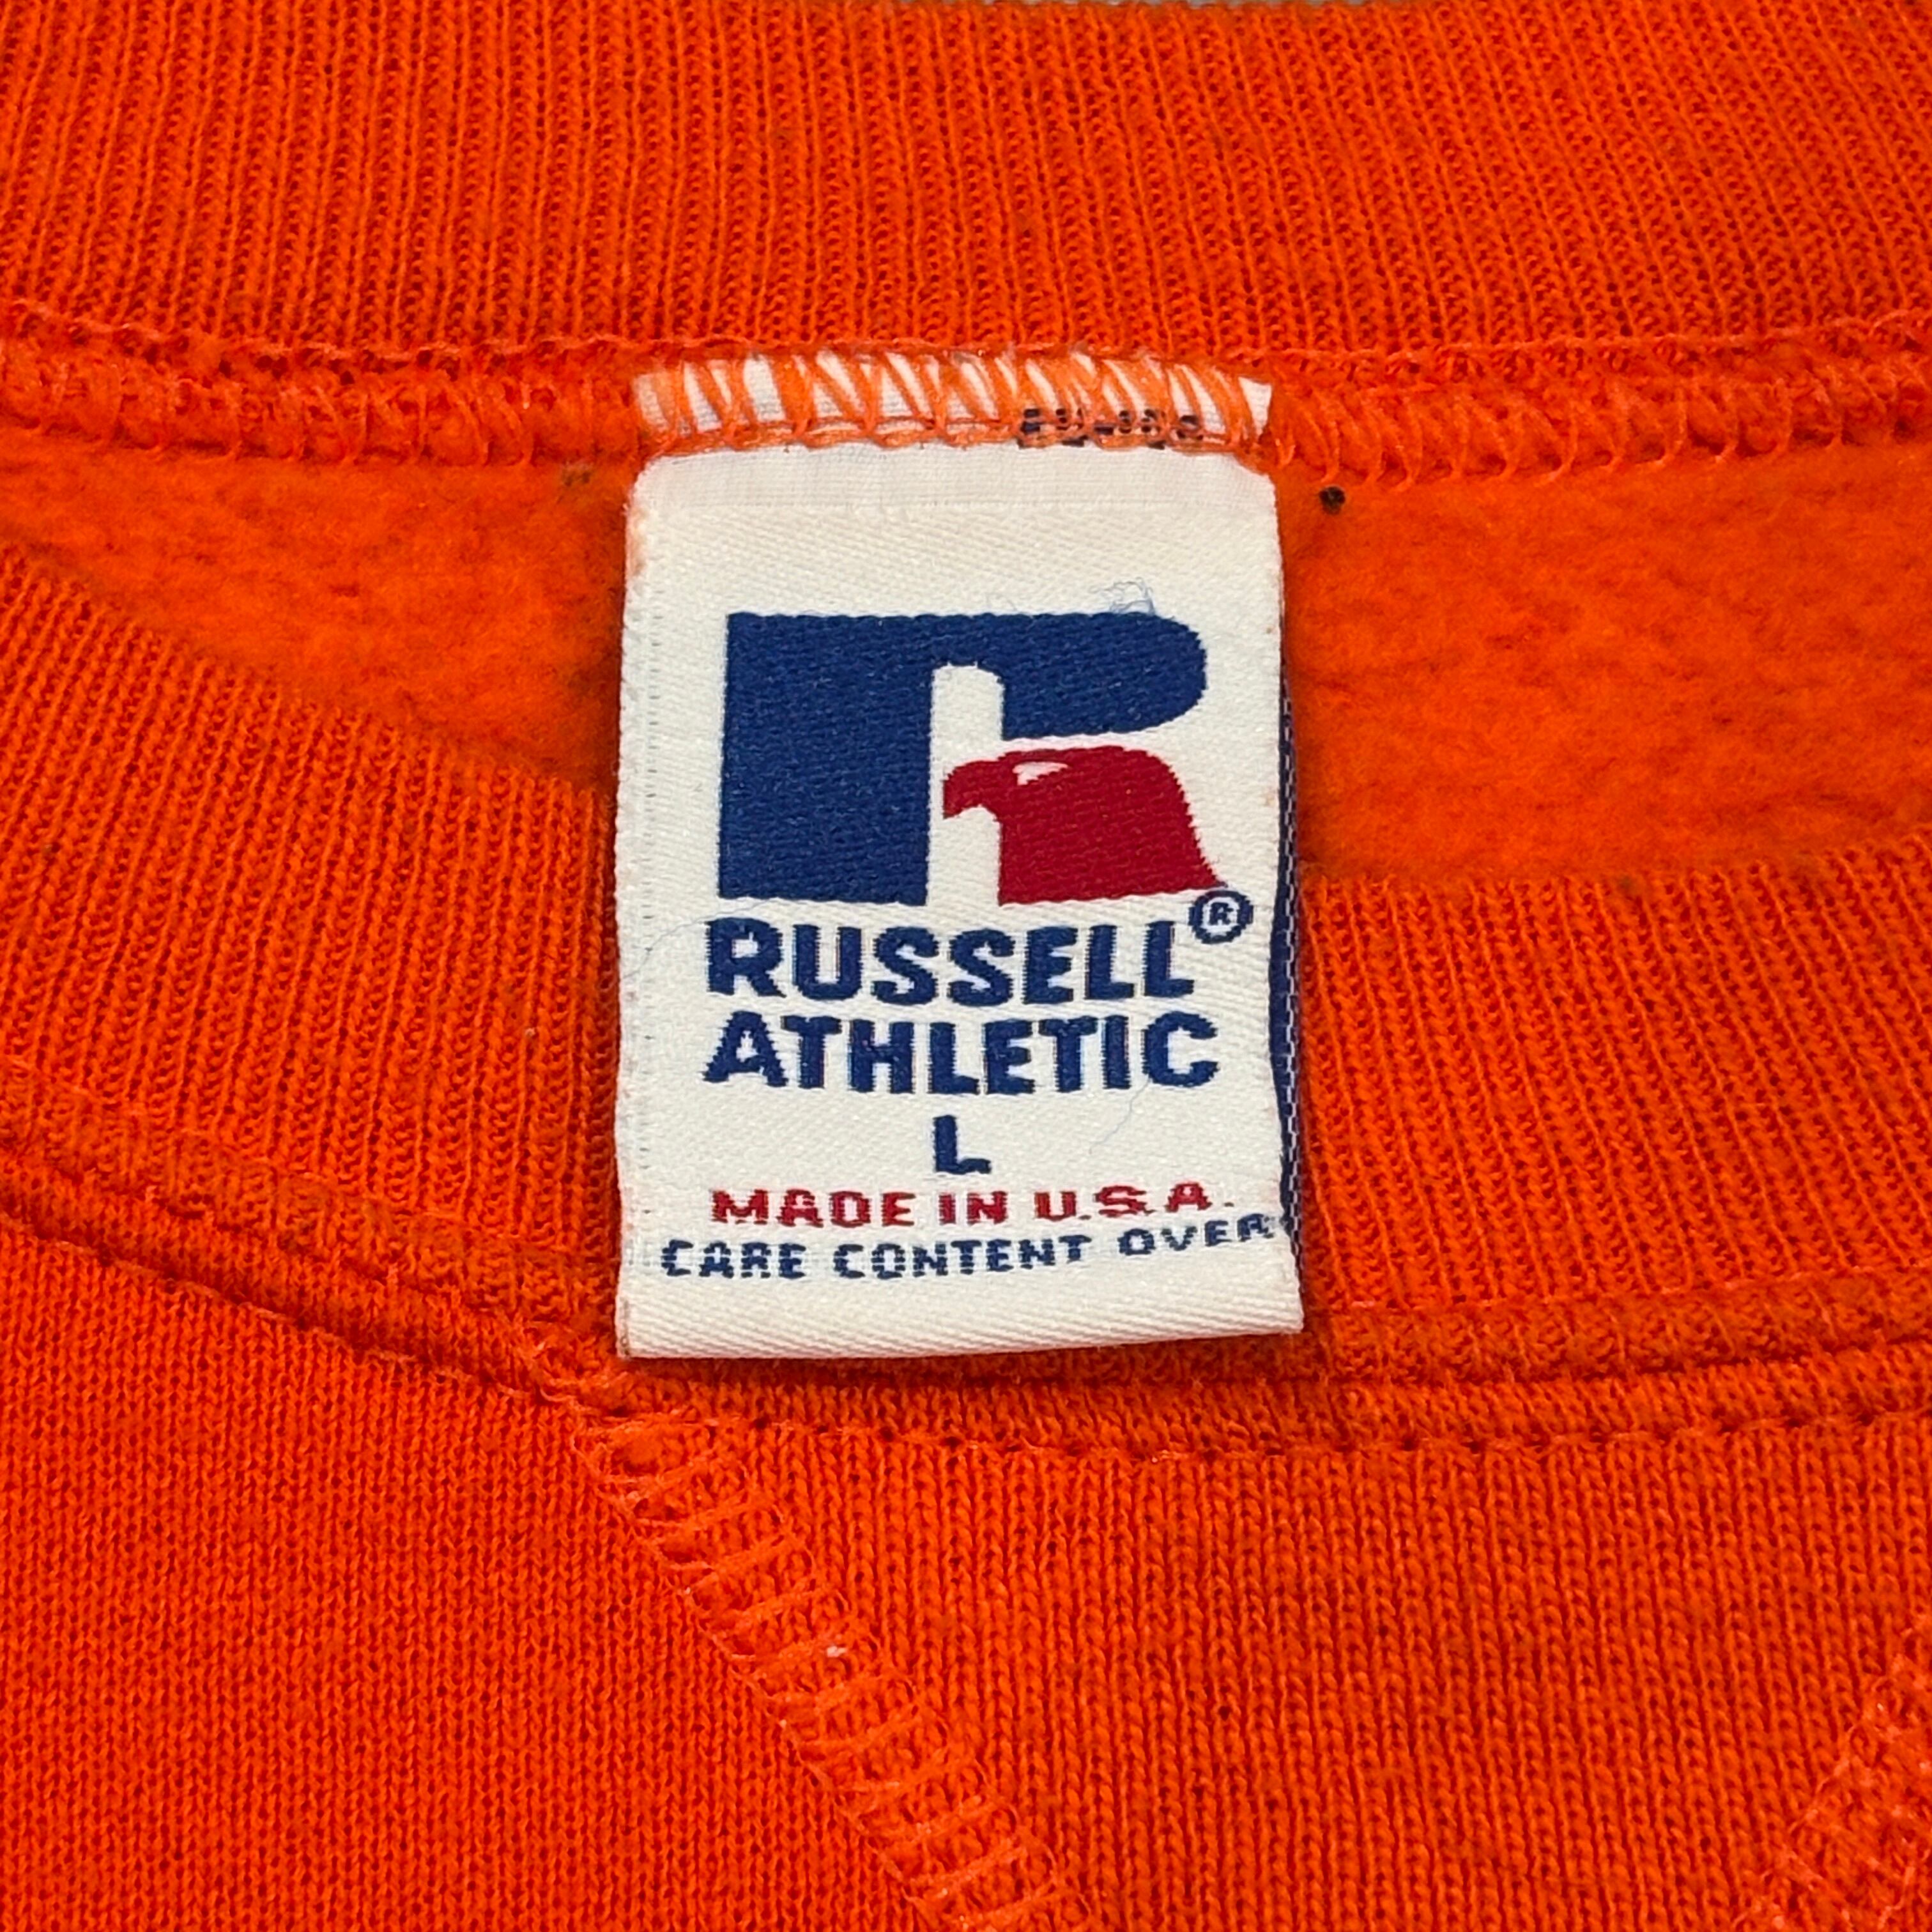 RUSSELL®
ATHLETIC
L
MADE IN U.S.A.
CARE CONTENT OVER